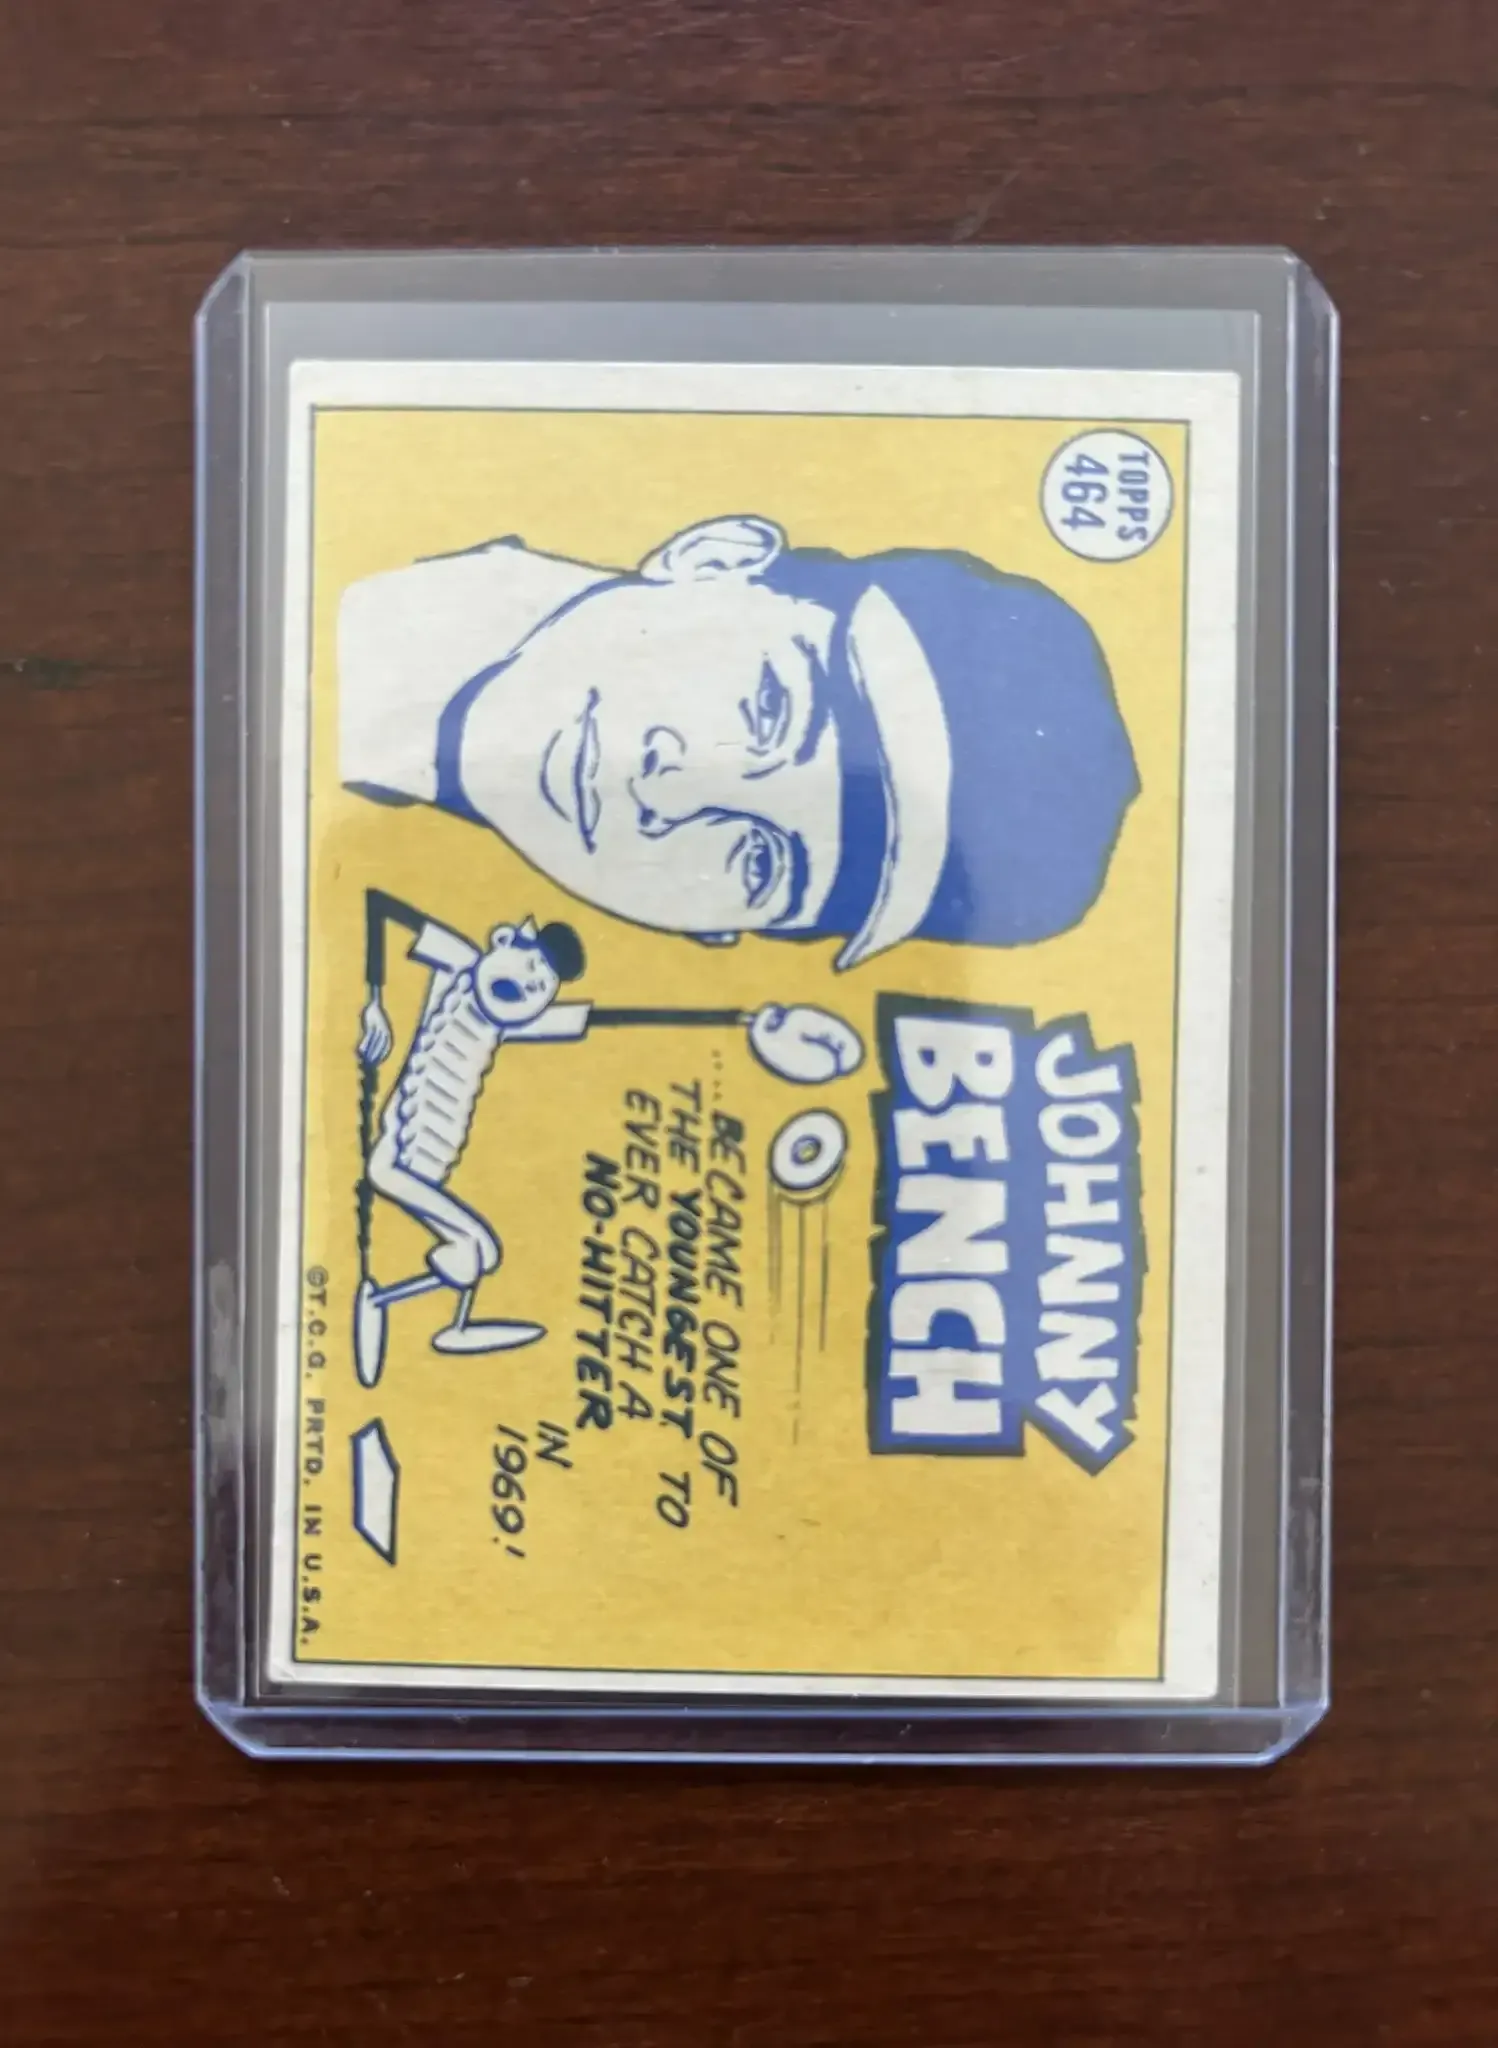 TOPPS
464
JOHNNY
BENCH
.....BECAME ONE OF
THE YOUNGEST TO
EVER CATCH A
NO-HITTER
IN
1969!
©T.C.G. PRTD. IN U.S.A.